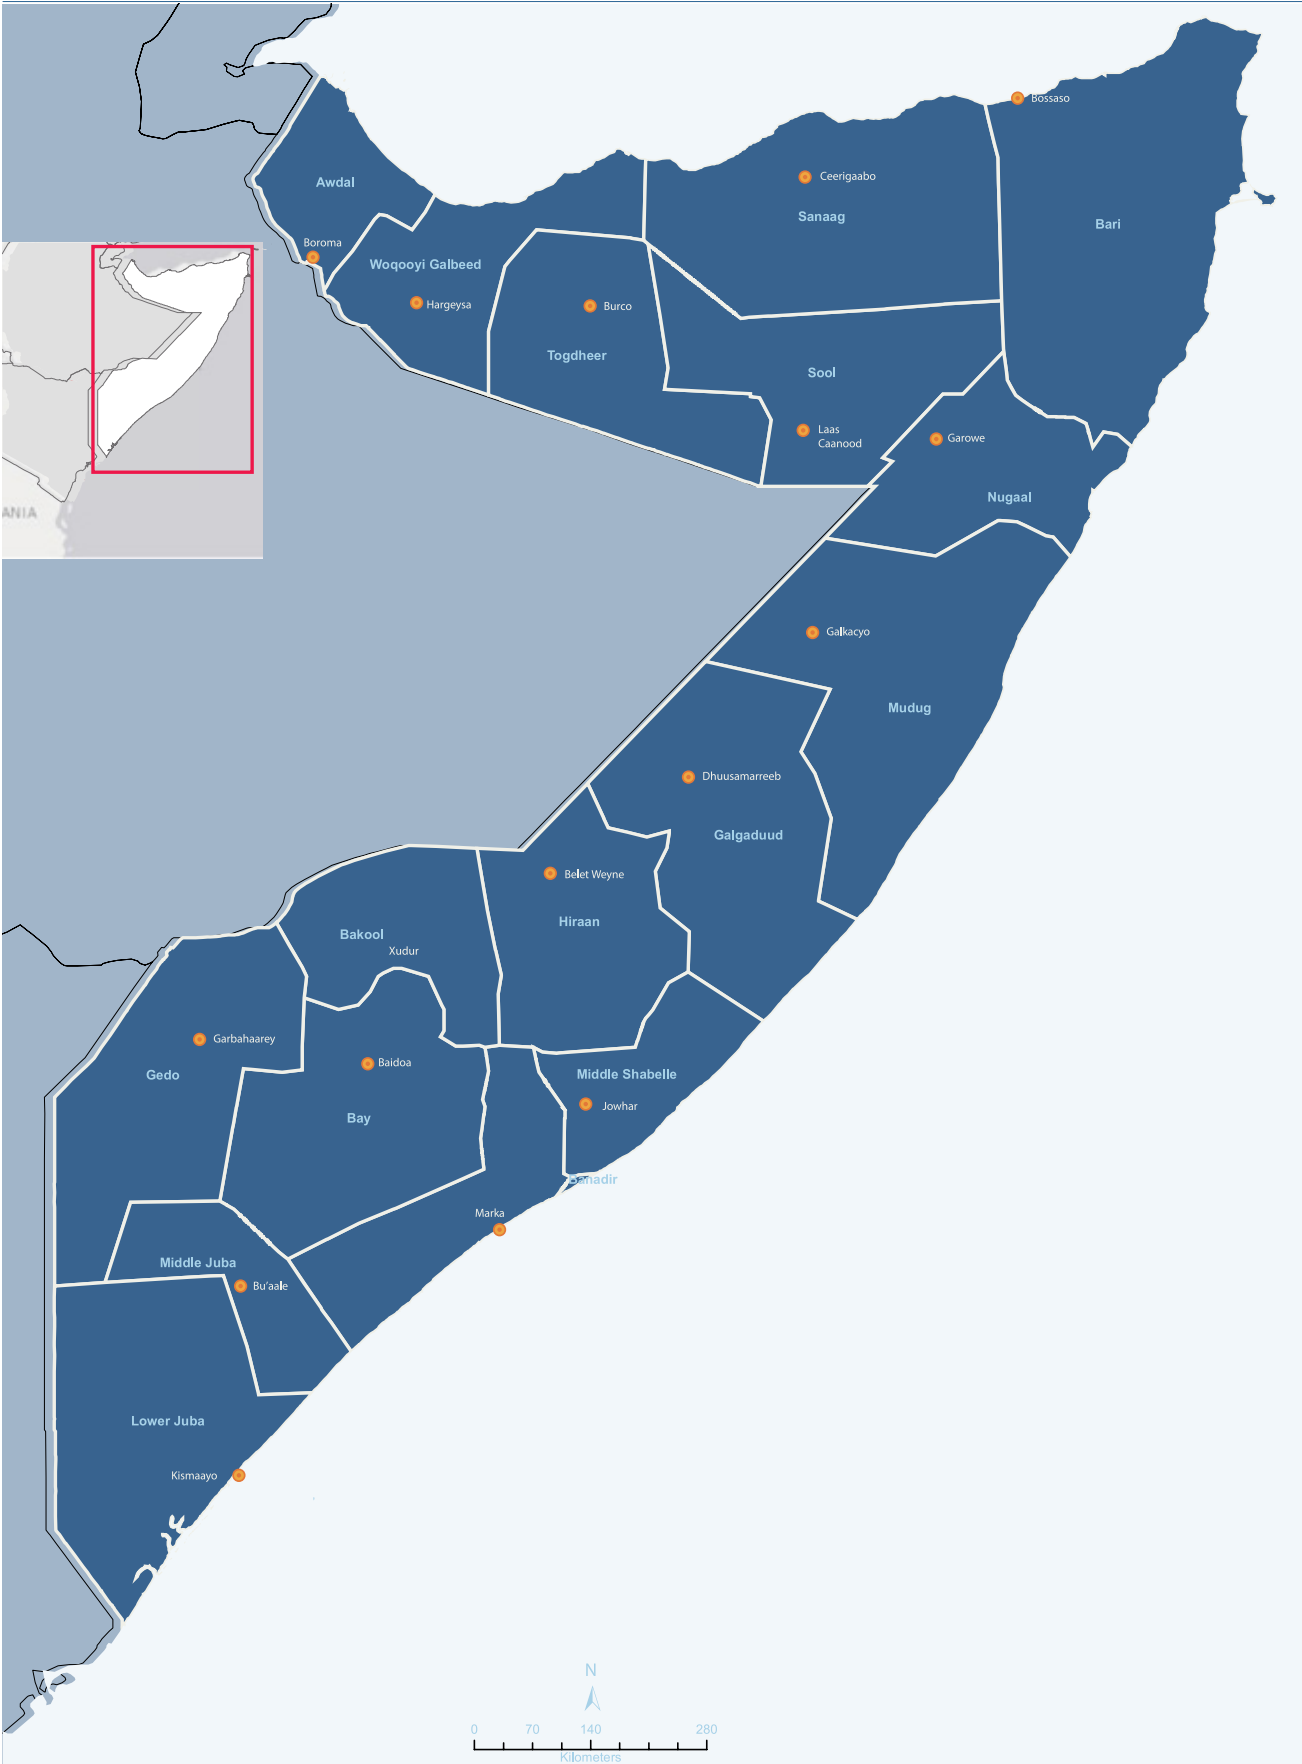 Bossaso
Ceerigaabo
Awdal
Sanaag
Bari
Boroma
Woqooyi Galbeed
Hargeysa
Burco
Togdheer
Sool
Laas
Caanood
Garowe
Nugaal
ANIA
Galkacyo
Mudug
Dhuusamarreeb
Galgaduud
Belet Weyne
Hiraan
Bakool
Xudur
Garbahaarey
Baidoa
Gedo
Middle Shabelle
Jowhar
Bay
Banadir
Marka
Middle Juba
Bu'aale
Lower Juba
Kismaayo
N
0 70 140 280
Kilometers